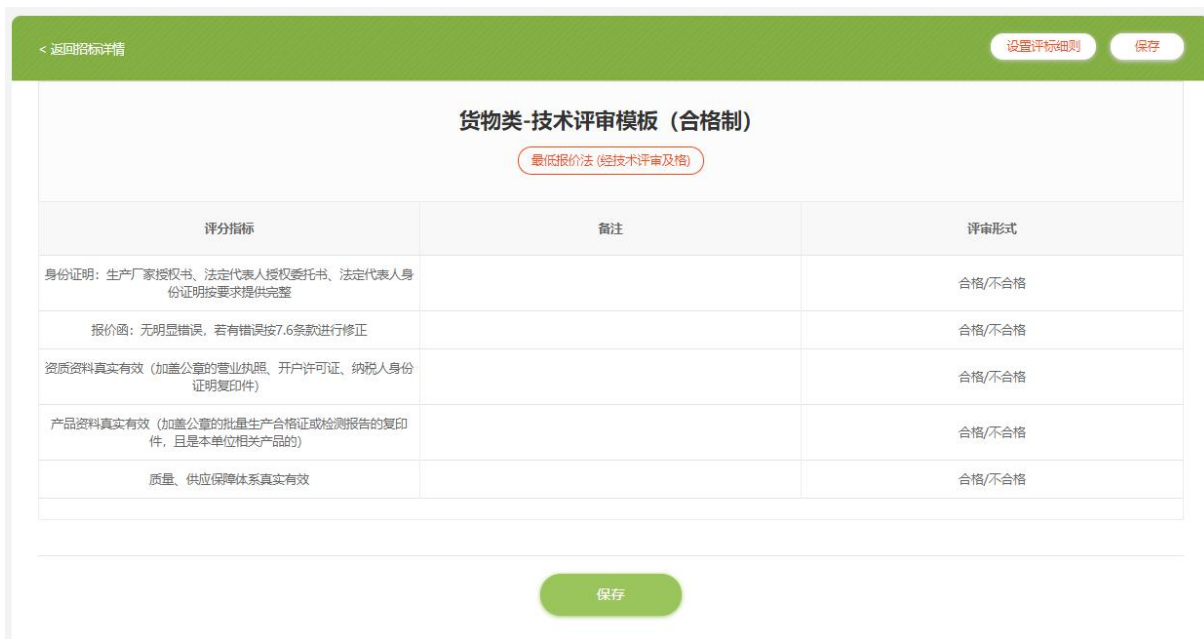 < 返回招标详情
设置评标细则
保存
货物类-技术评审模板（合格制）
最低报价法 (经技术评审及格)
评分指标
备注
评审形式
身份证明：生产厂家授权书、法定代表人授权委托书、法定代表人身
份证明按要求提供完整
合格/不合格
报价函：无明显错误，若有错误按7.6条款进行修正
合格/不合格
资质资料真实有效（加盖公章的营业执照、开户许可证、纳税人身份
证明复印件）
合格/不合格
产品资料真实有效（加盖公章的批量生产合格证或检测报告的复印
件，且是本单位相关产品的）
合格/不合格
质量、供应保障体系真实有效
合格/不合格
保存